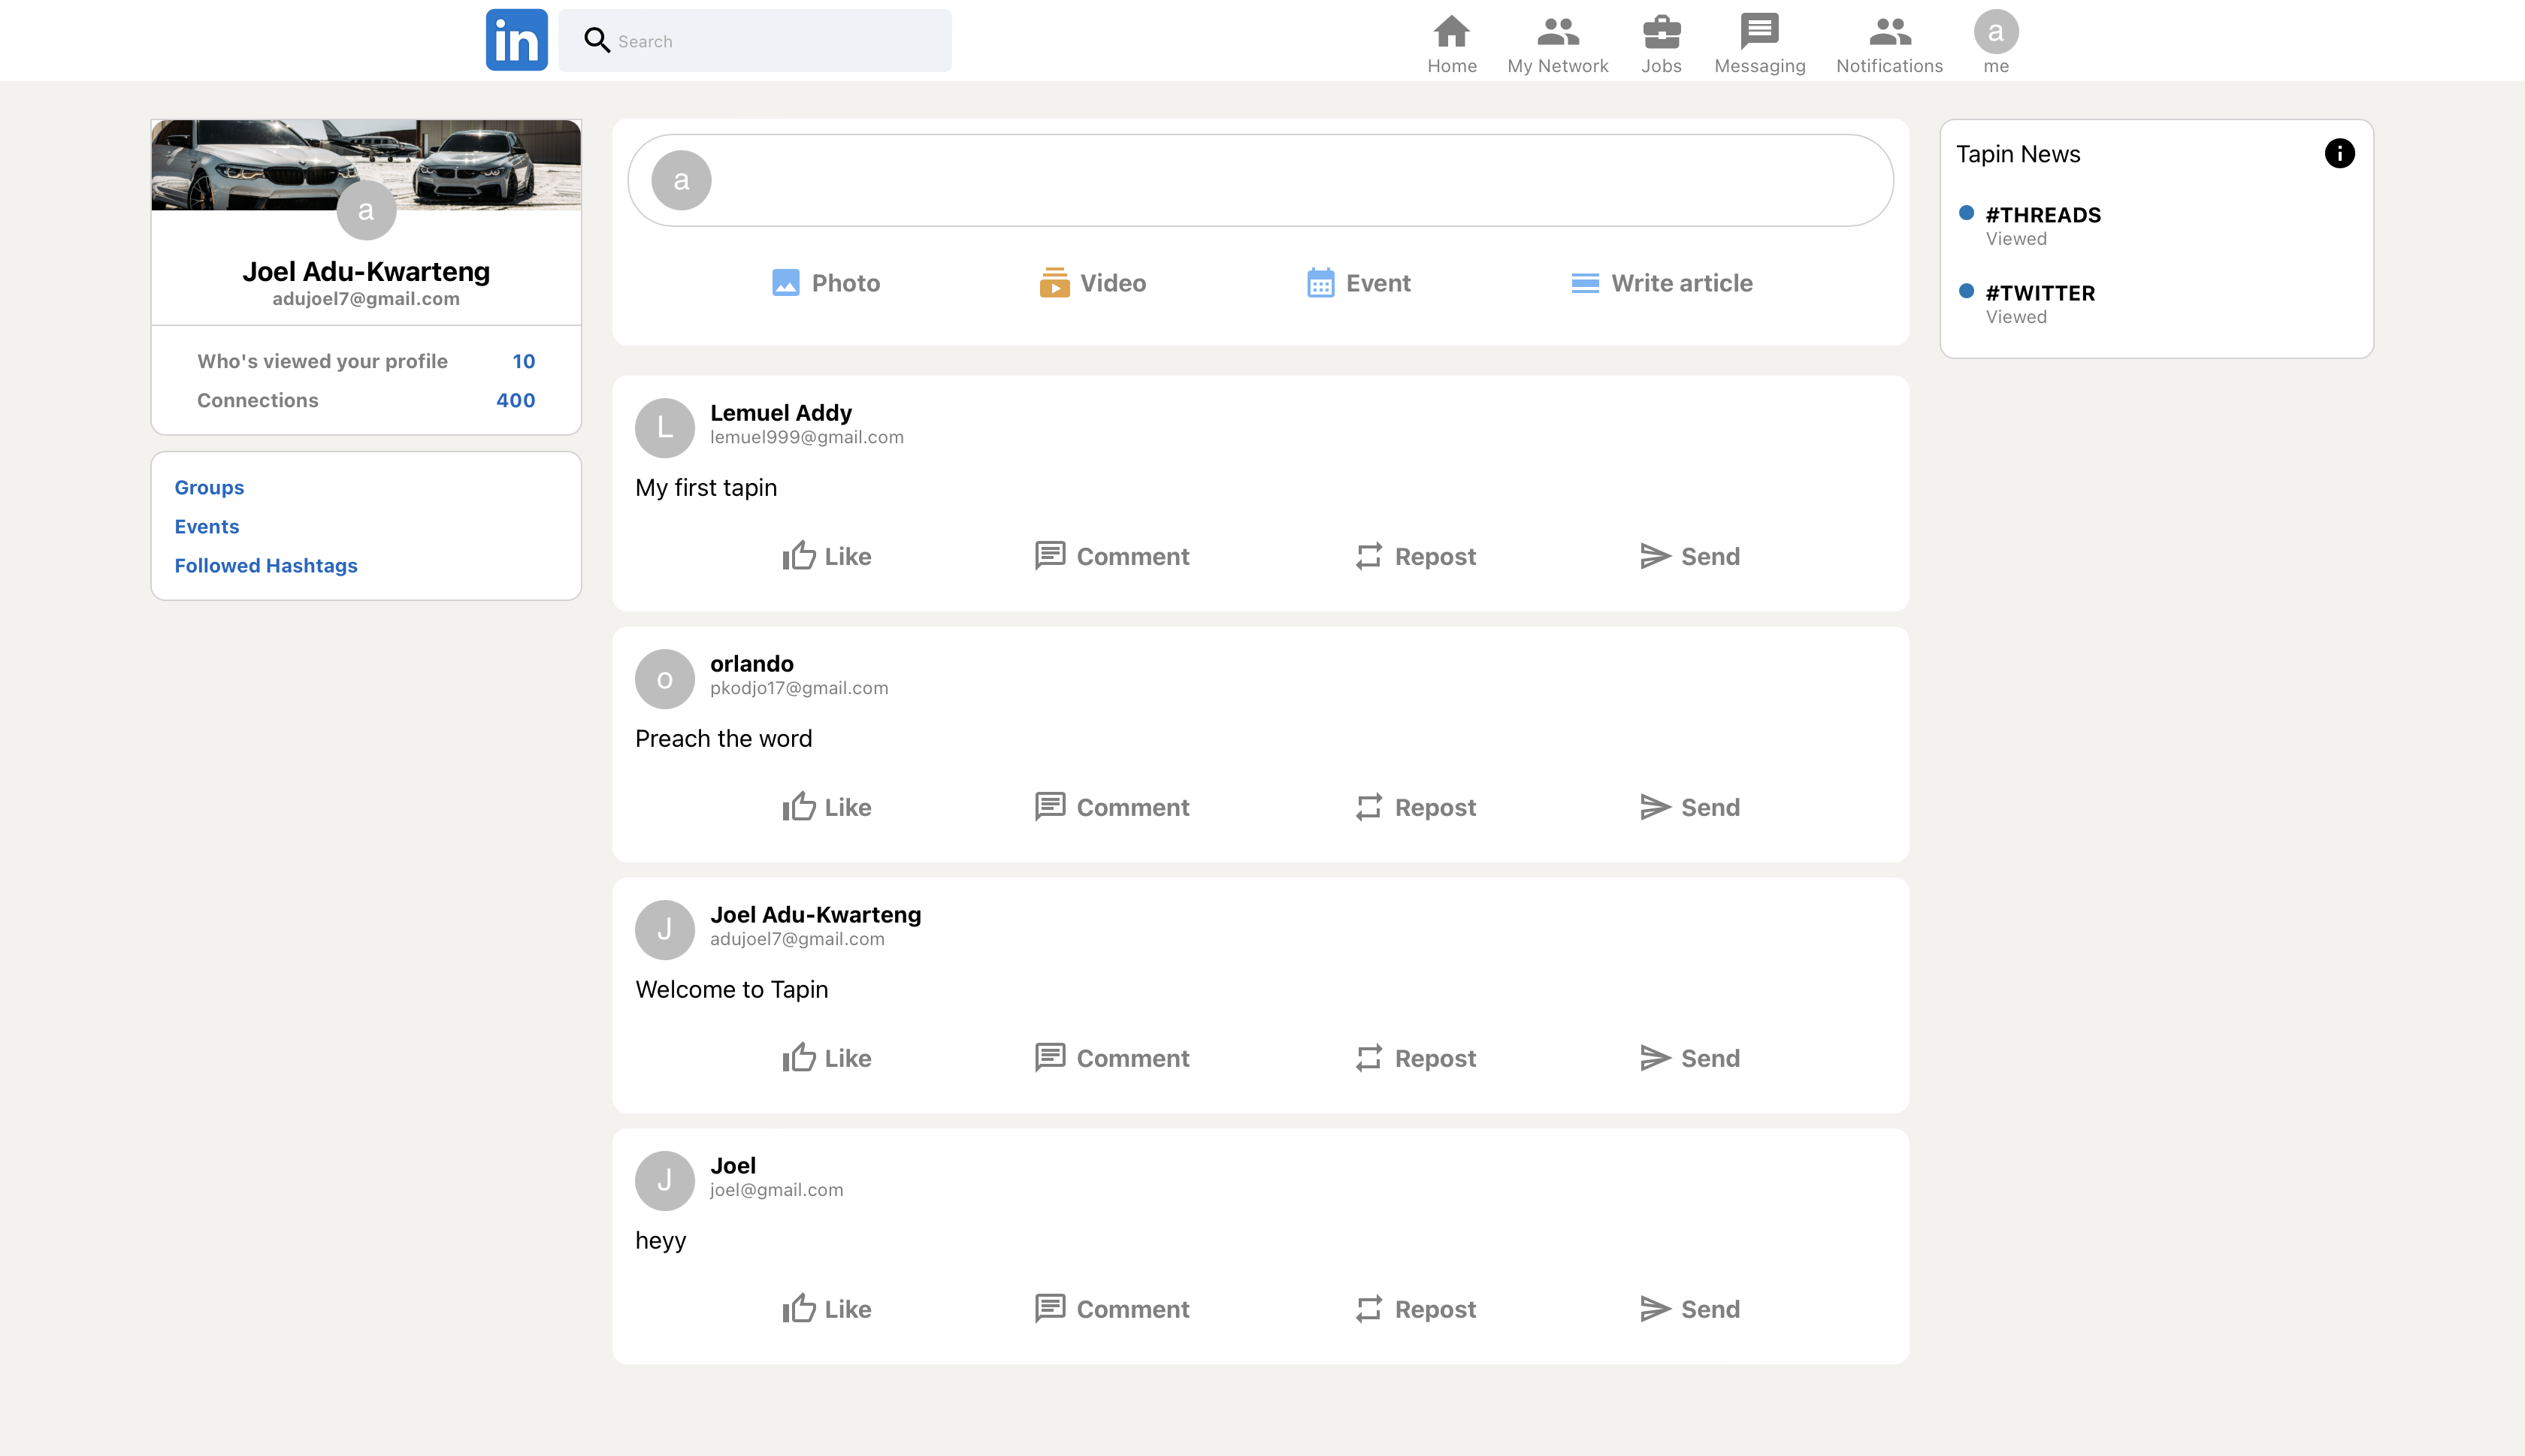 in
Search
Home
My Network
Jobs
Messaging
Notifications
a
me
a
Joel Adu-Kwarteng
adujoel7@gmail.com
Who's viewed your profile 10
Connections 400
Groups
Events
Followed Hashtags
a
Photo
Video
Event
Write article
L
Lemuel Addy
lemuel999@gmail.com
My first tapin
Like
Comment
Repost
Send
o
orlando
pkodjo17@gmail.com
Preach the word
Like
Comment
Repost
Send
J
Joel Adu-Kwarteng
adujoel7@gmail.com
Welcome to Tapin
Like
Comment
Repost
Send
J
Joel
joel@gmail.com
heyy
Like
Comment
Repost
Send
Tapin News
#THREADS
Viewed
#TWITTER
Viewed